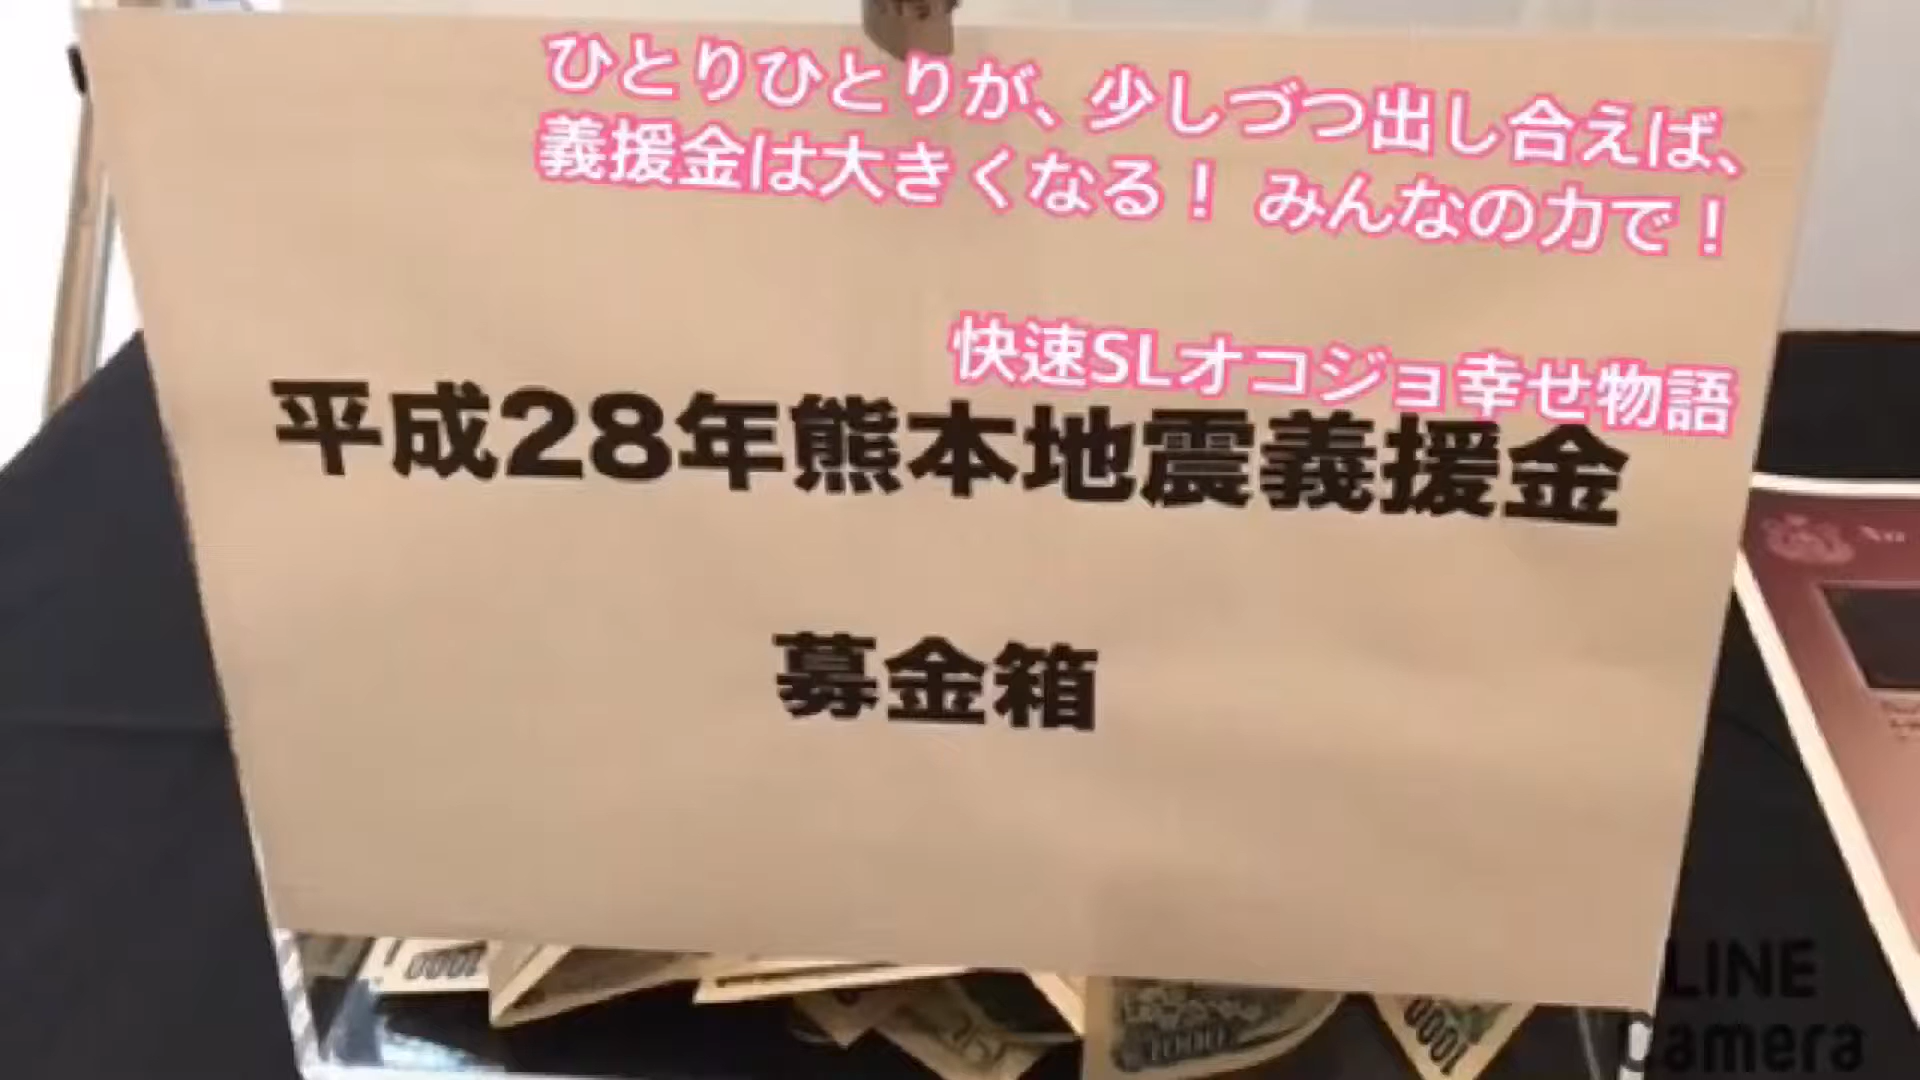 ひとりひとりが、少しづつ出し合えば、
義援金は大きくなる！ みんなの力で！
快速SLオコジョ幸せ物語
平成28年熊本地震義援金
募金箱
1000
1000
1000
LINE
Camera